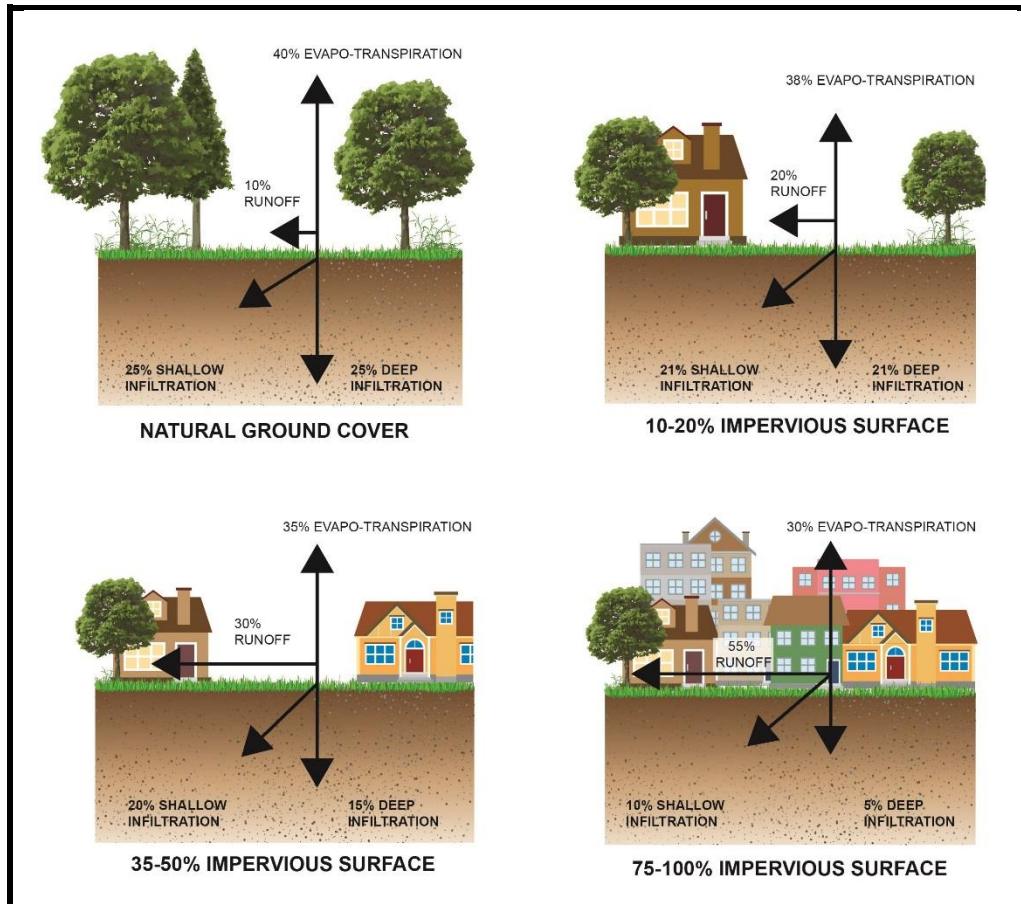 40% EVAPO-TRANSPIRATION
10%
RUNOFF
25% SHALLOW
INFILTRATION
25% DEEP
INFILTRATION
NATURAL GROUND COVER
38% EVAPO-TRANSPIRATION
20%
RUNOFF
21% SHALLOW
INFILTRATION
21% DEEP
INFILTRATION
10-20% IMPERVIOUS SURFACE
35% EVAPO-TRANSPIRATION
30%
RUNOFF
20% SHALLOW
INFILTRATION
15% DEEP
INFILTRATION
35-50% IMPERVIOUS SURFACE
30% EVAPO-TRANSPIRATION
55%
RUNOFF
10% SHALLOW
INFILTRATION
5% DEEP
INFILTRATION
75-100% IMPERVIOUS SURFACE